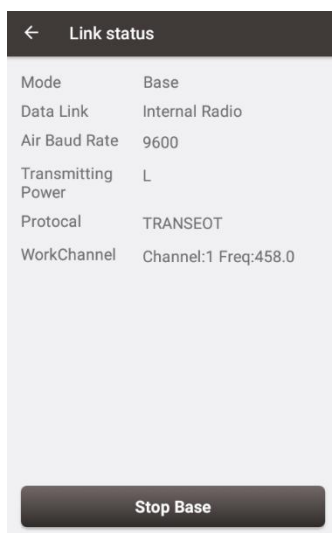 Link status
Mode Base
Data Link Internal Radio
Air Baud Rate 9600
Transmitting Power L
Protocal TRANSEOT
WorkChannel Channel:1 Freq:458.0
Stop Base